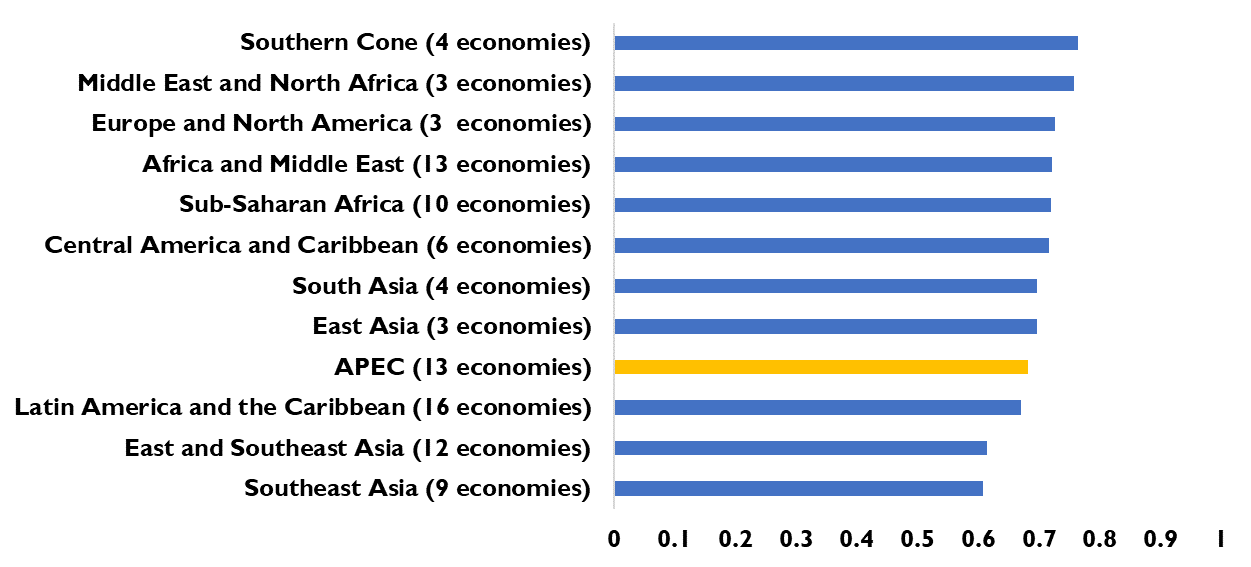 Southern Cone (4 economies)
Middle East and North Africa (3 economies)
Europe and North America (3  economies)
Africa and Middle East (13 economies)
Sub-Saharan Africa (10 economies)
Central America and Caribbean (6 economies)
South Asia (4 economies)
East Asia (3 economies)
APEC (13 economies)
Latin America and the Caribbean (16 economies)
East and Southeast Asia (12 economies)
Southeast Asia (9 economies)
0 0.1 0.2 0.3 0.4 0.5 0.6 0.7 0.8 0.9 1